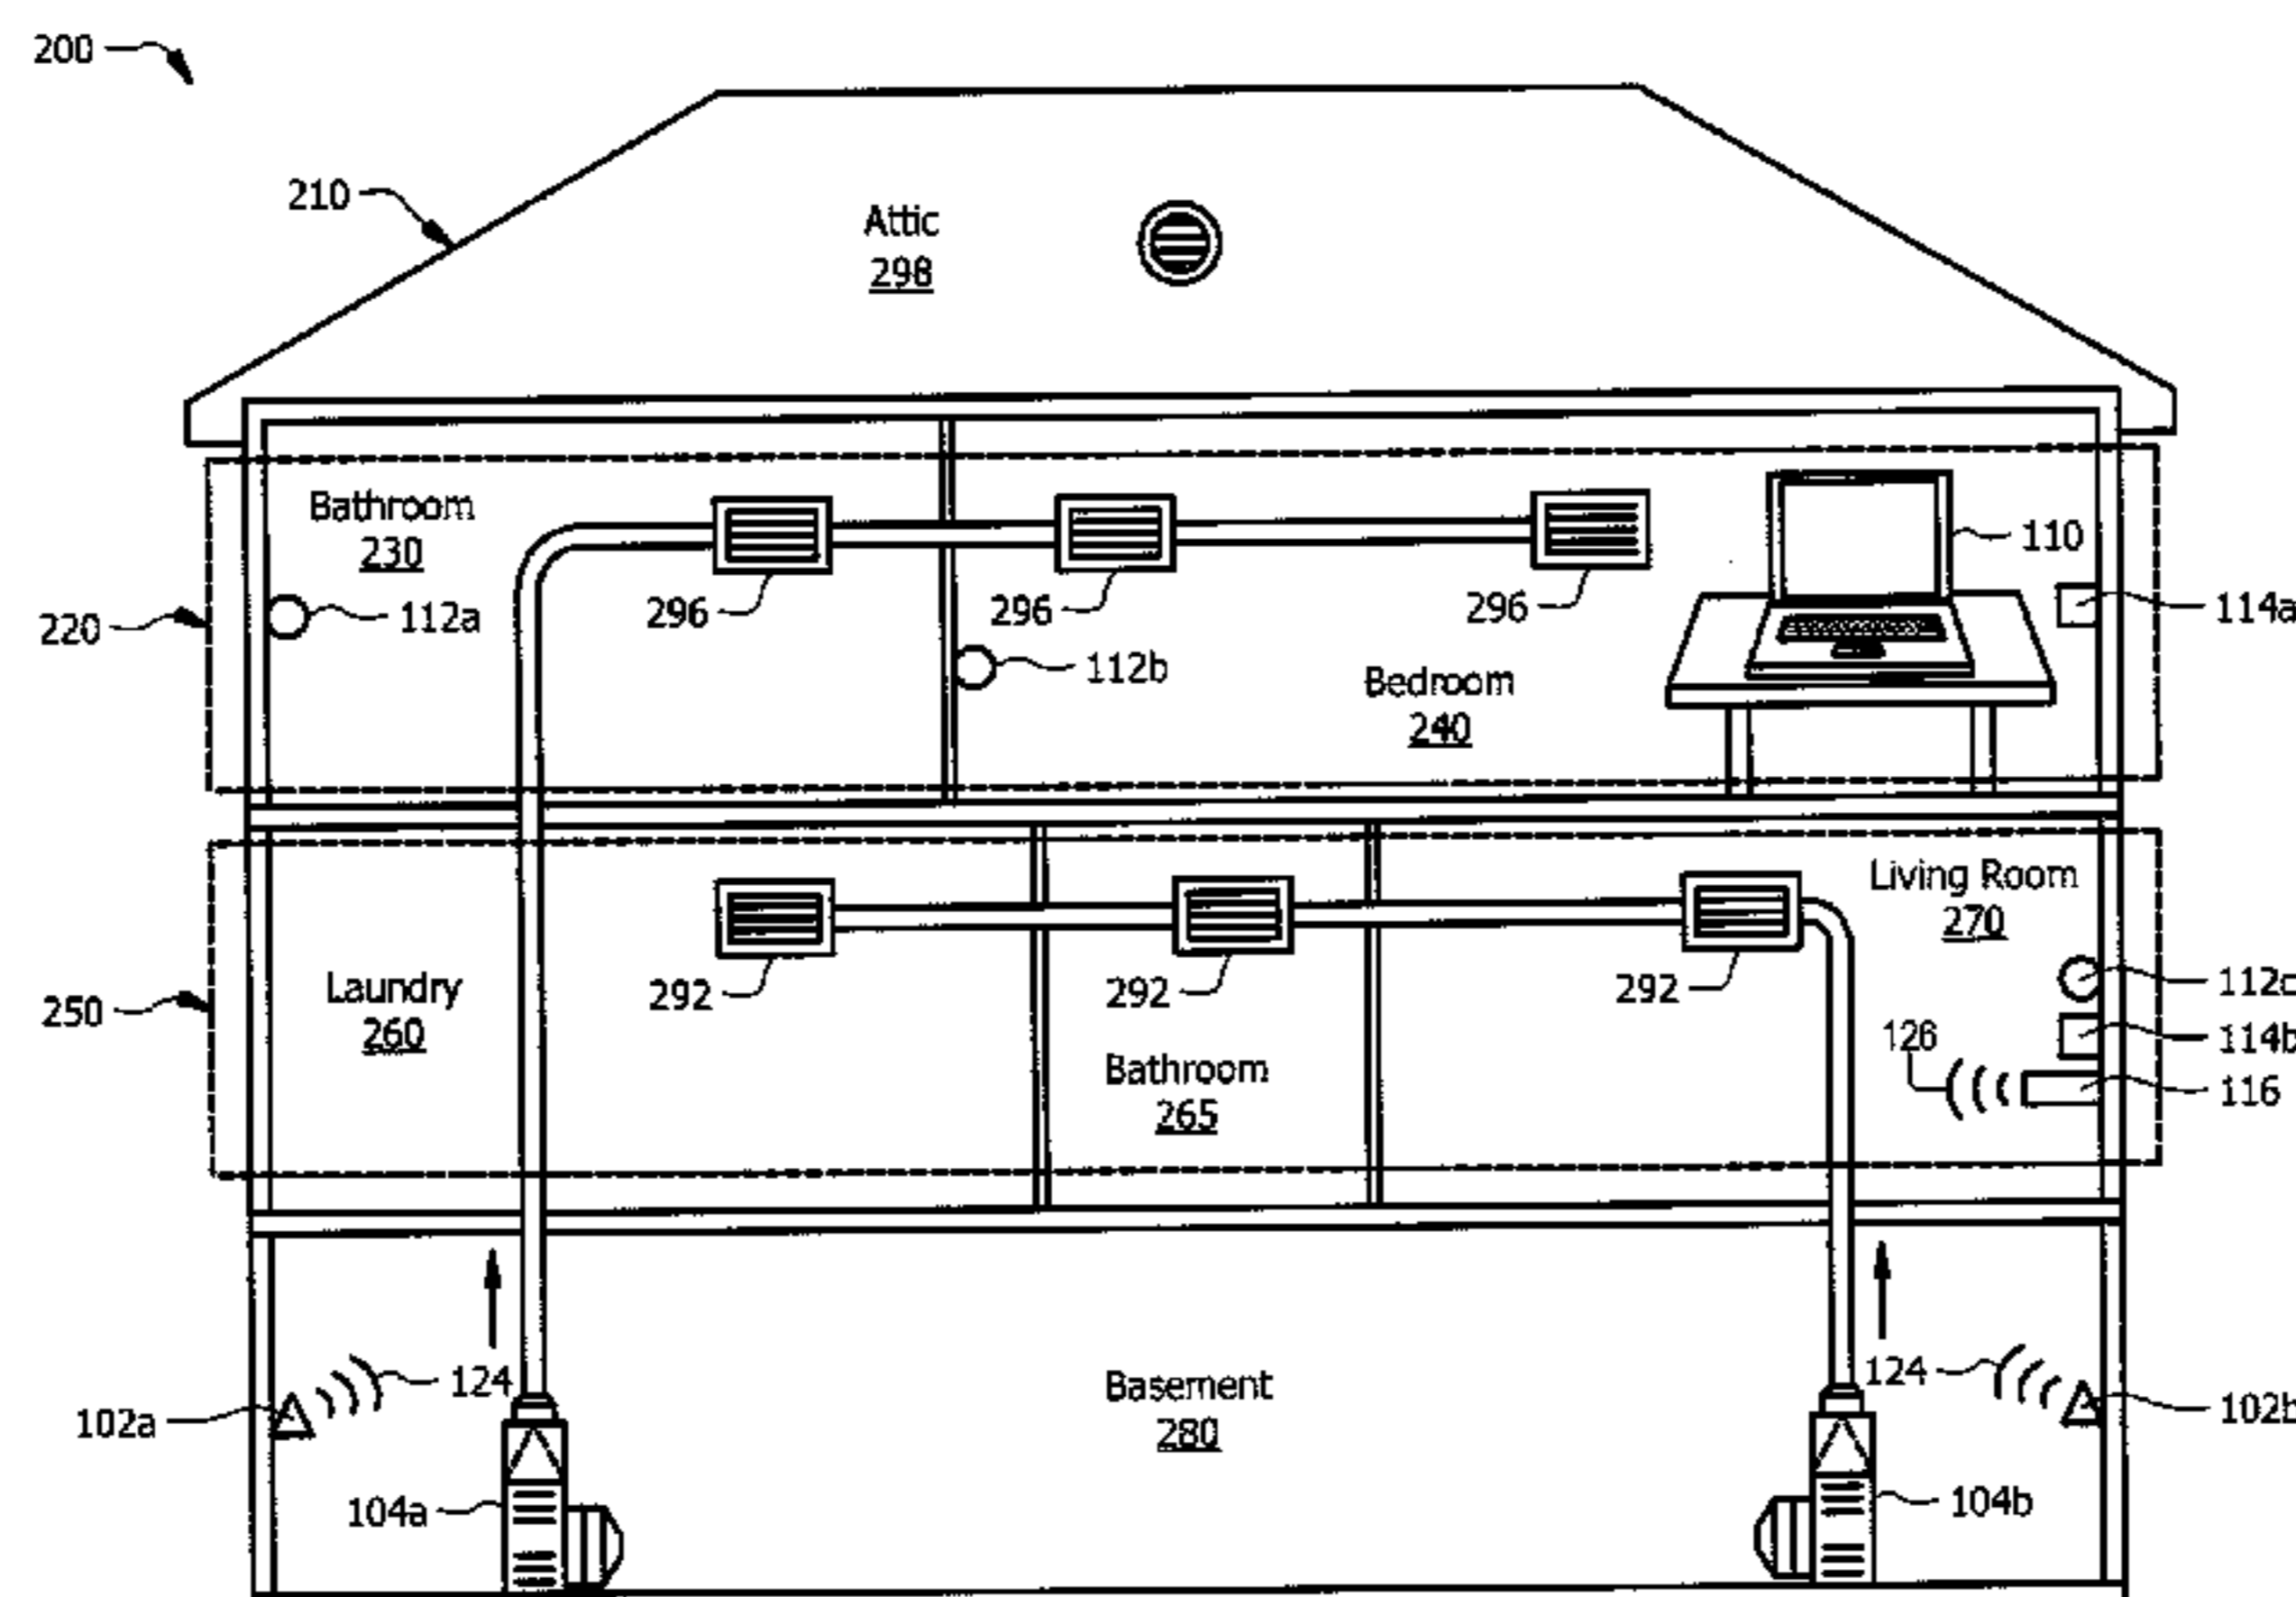 200
210
Attic
298
Bathroom
230
110
296
296
296
114a
220
112a
112b
Bedroom
240
Living Room
270
Laundry
260
292
292
292
112c
250
126
114b
Bathroom
265
116
124
Basement
280
124
102a
102b
104a
104b